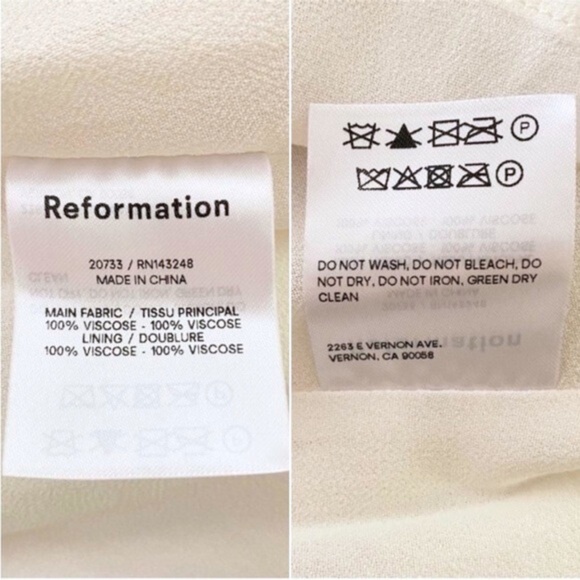 Reformation
20733 / RN143248
MADE IN CHINA
MAIN FABRIC / TISSU PRINCIPAL
100% VISCOSE - 100% VISCOSE
LINING / DOUBLURE
100% VISCOSE - 100% VISCOSE
P
P
DO NOT WASH, DO NOT BLEACH, DO
NOT DRY, DO NOT IRON, GREEN DRY
CLEAN
2263 E VERNON AVE.
VERNON, CA 90058